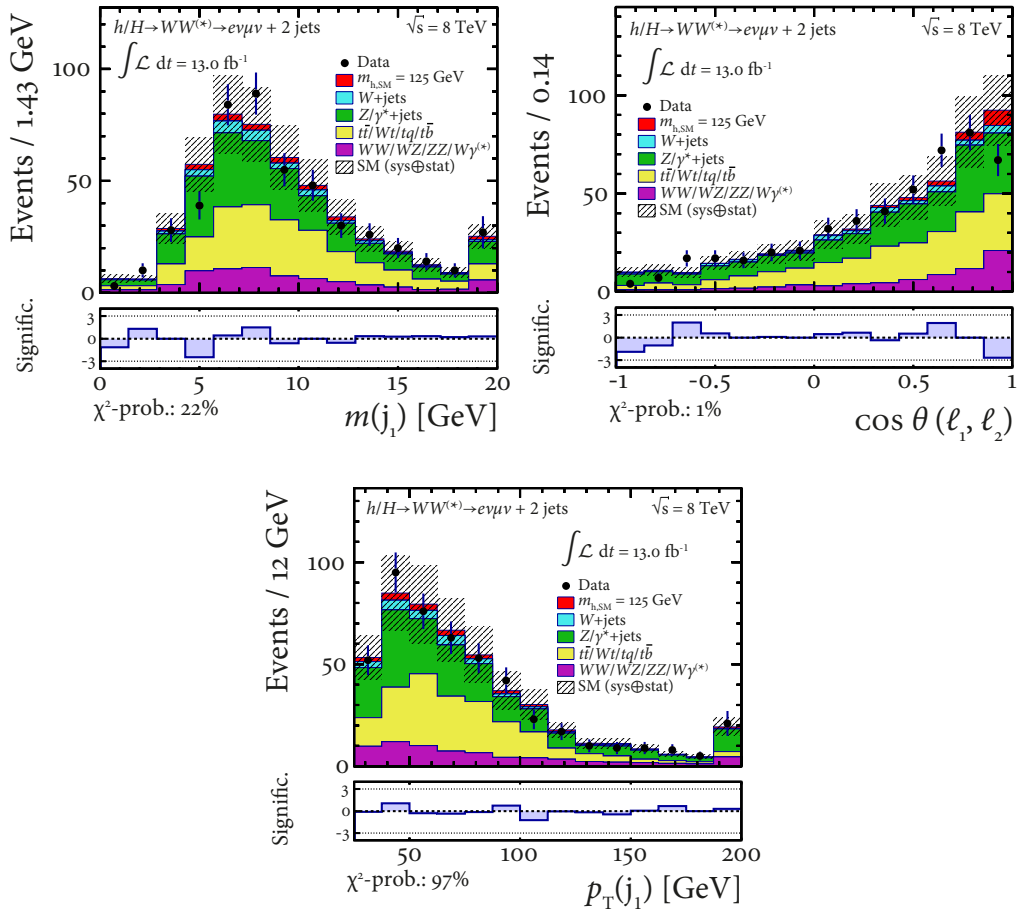 h/H→WW⁽*⁾→eνμν + 2 jets √s = 8 TeV
∫ℒ dt = 13.0 fb⁻¹
Data
m_h,SM = 125 GeV
W+jets
Z/γ*+jets
tt̄/Wt/tq/tb̄
WW/WZ/ZZ/Wγ⁽*⁾
SM (sys⊕stat)
Events / 1.43 GeV
100
50
0
Signific.
3
0
-3
0 5 10 15 20
χ²-prob.: 22%
m(j₁) [GeV]
h/H→WW⁽*⁾→eνμν + 2 jets √s = 8 TeV
∫ℒ dt = 13.0 fb⁻¹
Data
m_h,SM = 125 GeV
W+jets
Z/γ*+jets
tt̄/Wt/tq/tb̄
WW/WZ/ZZ/Wγ⁽*⁾
SM (sys⊕stat)
Events / 0.14
100
50
0
Signific.
3
0
-3
-1 -0.5 0 0.5 1
χ²-prob.: 1%
cos θ (ℓ₁, ℓ₂)
h/H→WW⁽*⁾→eνμν + 2 jets √s = 8 TeV
∫ℒ dt = 13.0 fb⁻¹
Data
m_h,SM = 125 GeV
W+jets
Z/γ*+jets
tt̄/Wt/tq/tb̄
WW/WZ/ZZ/Wγ⁽*⁾
SM (sys⊕stat)
Events / 12 GeV
100
50
0
Signific.
3
0
-3
50 100 150 200
χ²-prob.: 97%
p_T(j₁) [GeV]